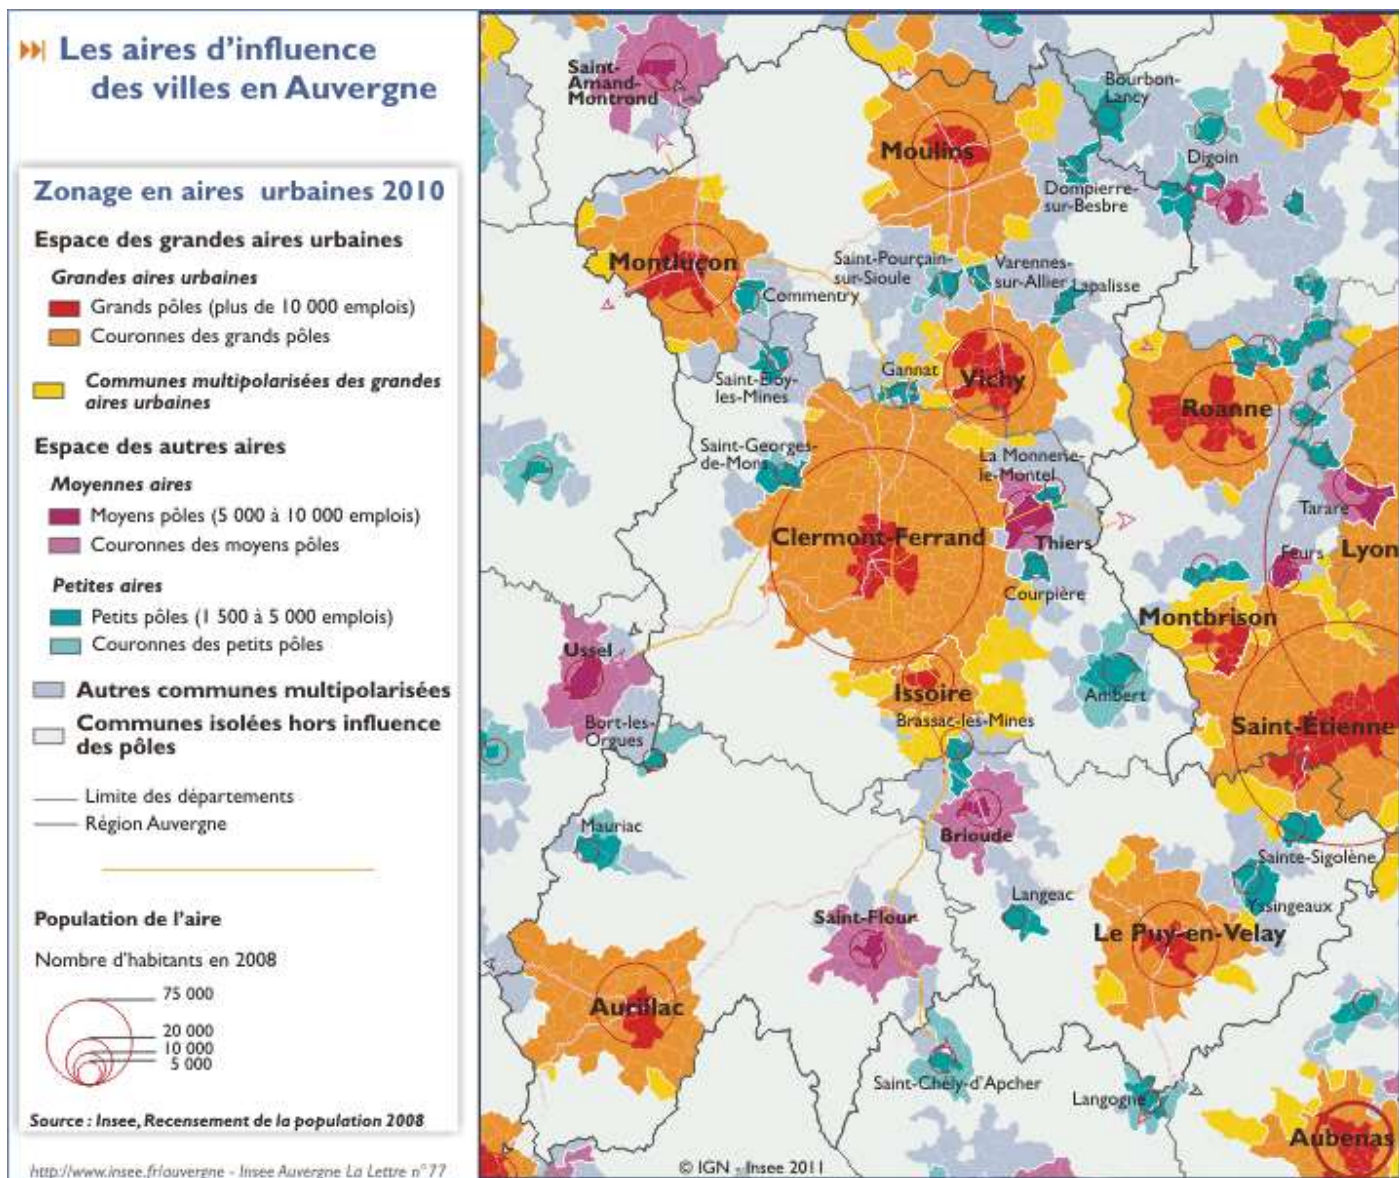 Les aires d'influence
des villes en Auvergne
Zonage en aires urbaines 2010
Espace des grandes aires urbaines
Grandes aires urbaines
Grands pôles (plus de 10 000 emplois)
Couronnes des grands pôles
Communes multipolarisées des grandes
aires urbaines
Espace des autres aires
Moyennes aires
Moyens pôles (5 000 à 10 000 emplois)
Couronnes des moyens pôles
Petites aires
Petits pôles (1 500 à 5 000 emplois)
Couronnes des petits pôles
Autres communes multipolarisées
Communes isolées hors influence
des pôles
Limite des départements
Région Auvergne
Population de l'aire
Nombre d'habitants en 2008
75 000
20 000
10 000
5 000
Source : Insee, Recensement de la population 2008
http://www.insee.fr/auvergne - Insee Auvergne La Lettre n° 77
Saint-
Amand-
Montrond
Bourbon-
Lancy
Moulins
Digoin
Dompierre-
sur-Besbre
Montluçon
Saint-Pourçain-
sur-Sioule
Varennes-
sur-Allier
Lapalisse
Commentry
Saint-Eloy-
les-Mines
Gannat
Vichy
Roanne
Saint-Georges-
de-Mons
La Monnerie-
le-Montel
Tarare
Clermont-Ferrand
Thiers
Lyon
Feurs
Courpière
Montbrison
Ussel
Issoire
Ambert
Bort-les-
Orgues
Brassac-les-Mines
Saint-Étienne
Mauriac
Brioude
Sainte-Sigolène
Langeac
Yssingeaux
Saint-Flour
Le Puy-en-Velay
Aurillac
Saint-Chély-d'Apcher
Langogne
Aubenas
© IGN - Insee 2011